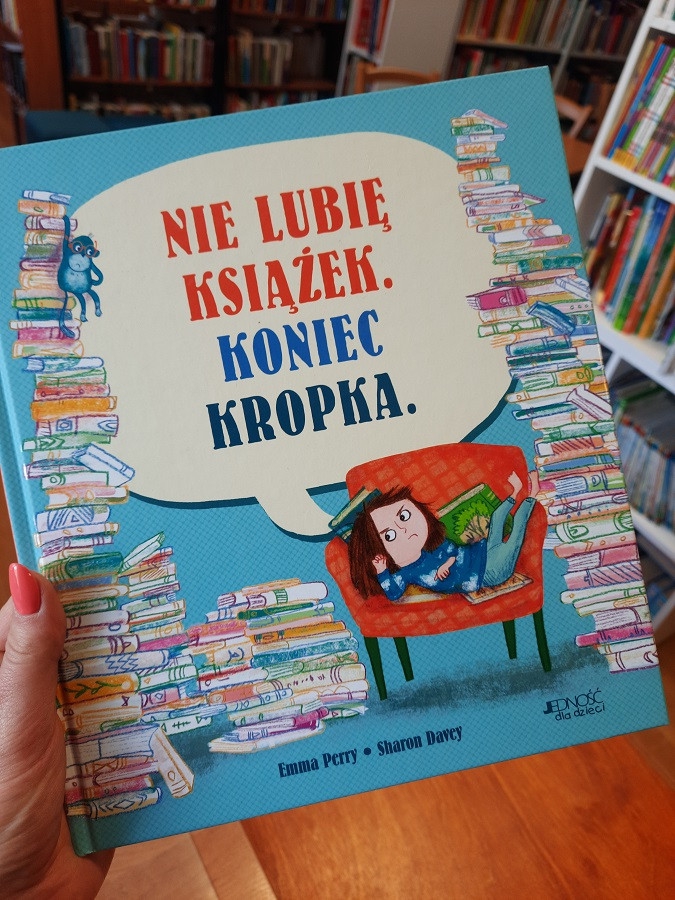 NIE LUBIĘ
KSIĄŻEK.
KONIEC
KROPKA.
JEDNOŚĆ
dla dzieci
Emma Perry • Sharon Davey